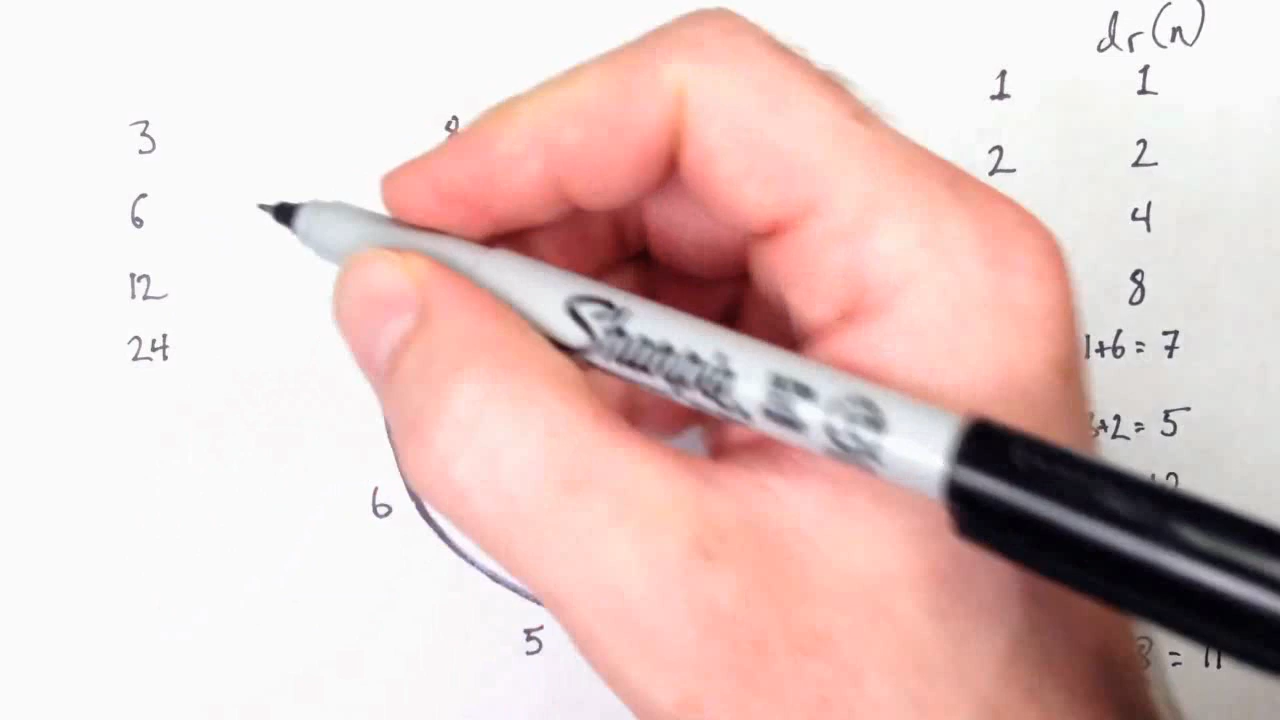 dr(n)
3 8 1 1
2 2
6 4
12 8
24 1+6 = 7
+2 = 5
6
5
= 11
Sharpie